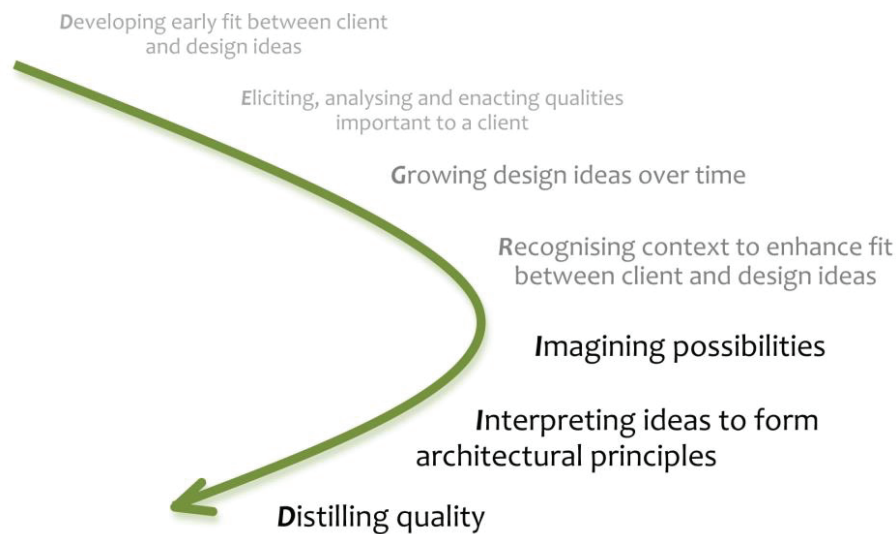 Developing early fit between client
and design ideas
Eliciting, analysing and enacting qualities
important to a client
Growing design ideas over time
Recognising context to enhance fit
between client and design ideas
Imagining possibilities
Interpreting ideas to form
architectural principles
Distilling quality